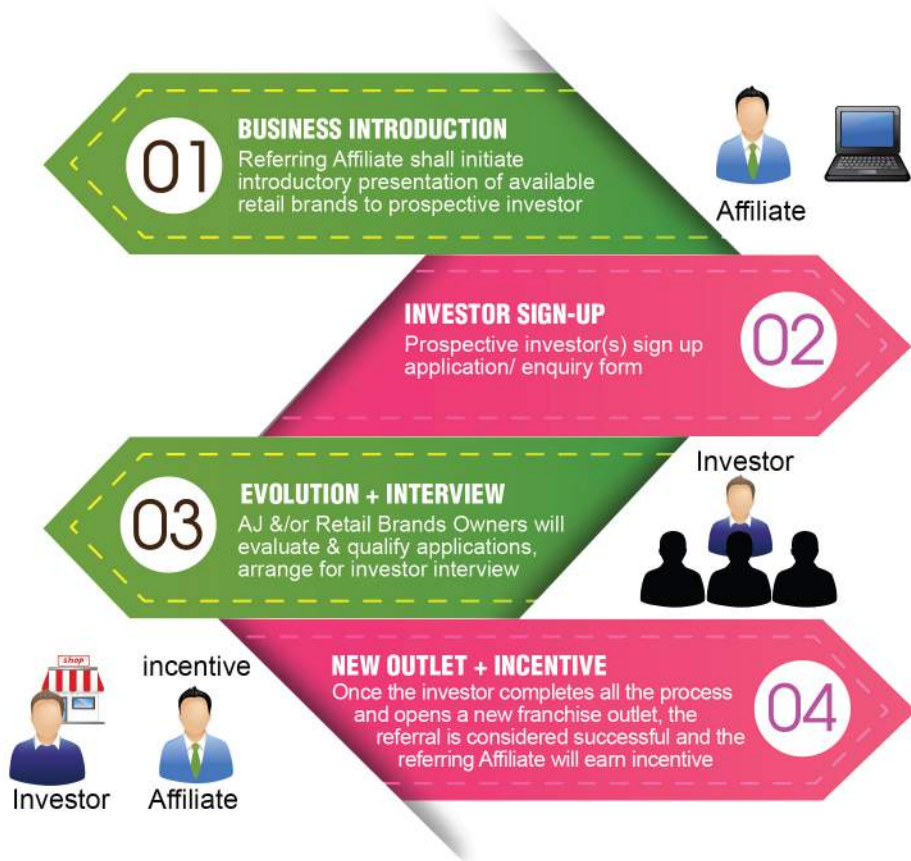 01
BUSINESS INTRODUCTION
Referring Affiliate shall initiate
introductory presentation of available
retail brands to prospective investor
Affiliate
INVESTOR SIGN-UP
Prospective investor(s) sign up
application/ enquiry form
02
03
EVOLUTION + INTERVIEW
AJ &/or Retail Brands Owners will
evaluate & qualify applications,
arrange for investor interview
Investor
shop
Investor
incentive
Affiliate
NEW OUTLET + INCENTIVE
Once the investor completes all the process
and opens a new franchise outlet, the
referral is considered successful and the
referring Affiliate will earn incentive
04